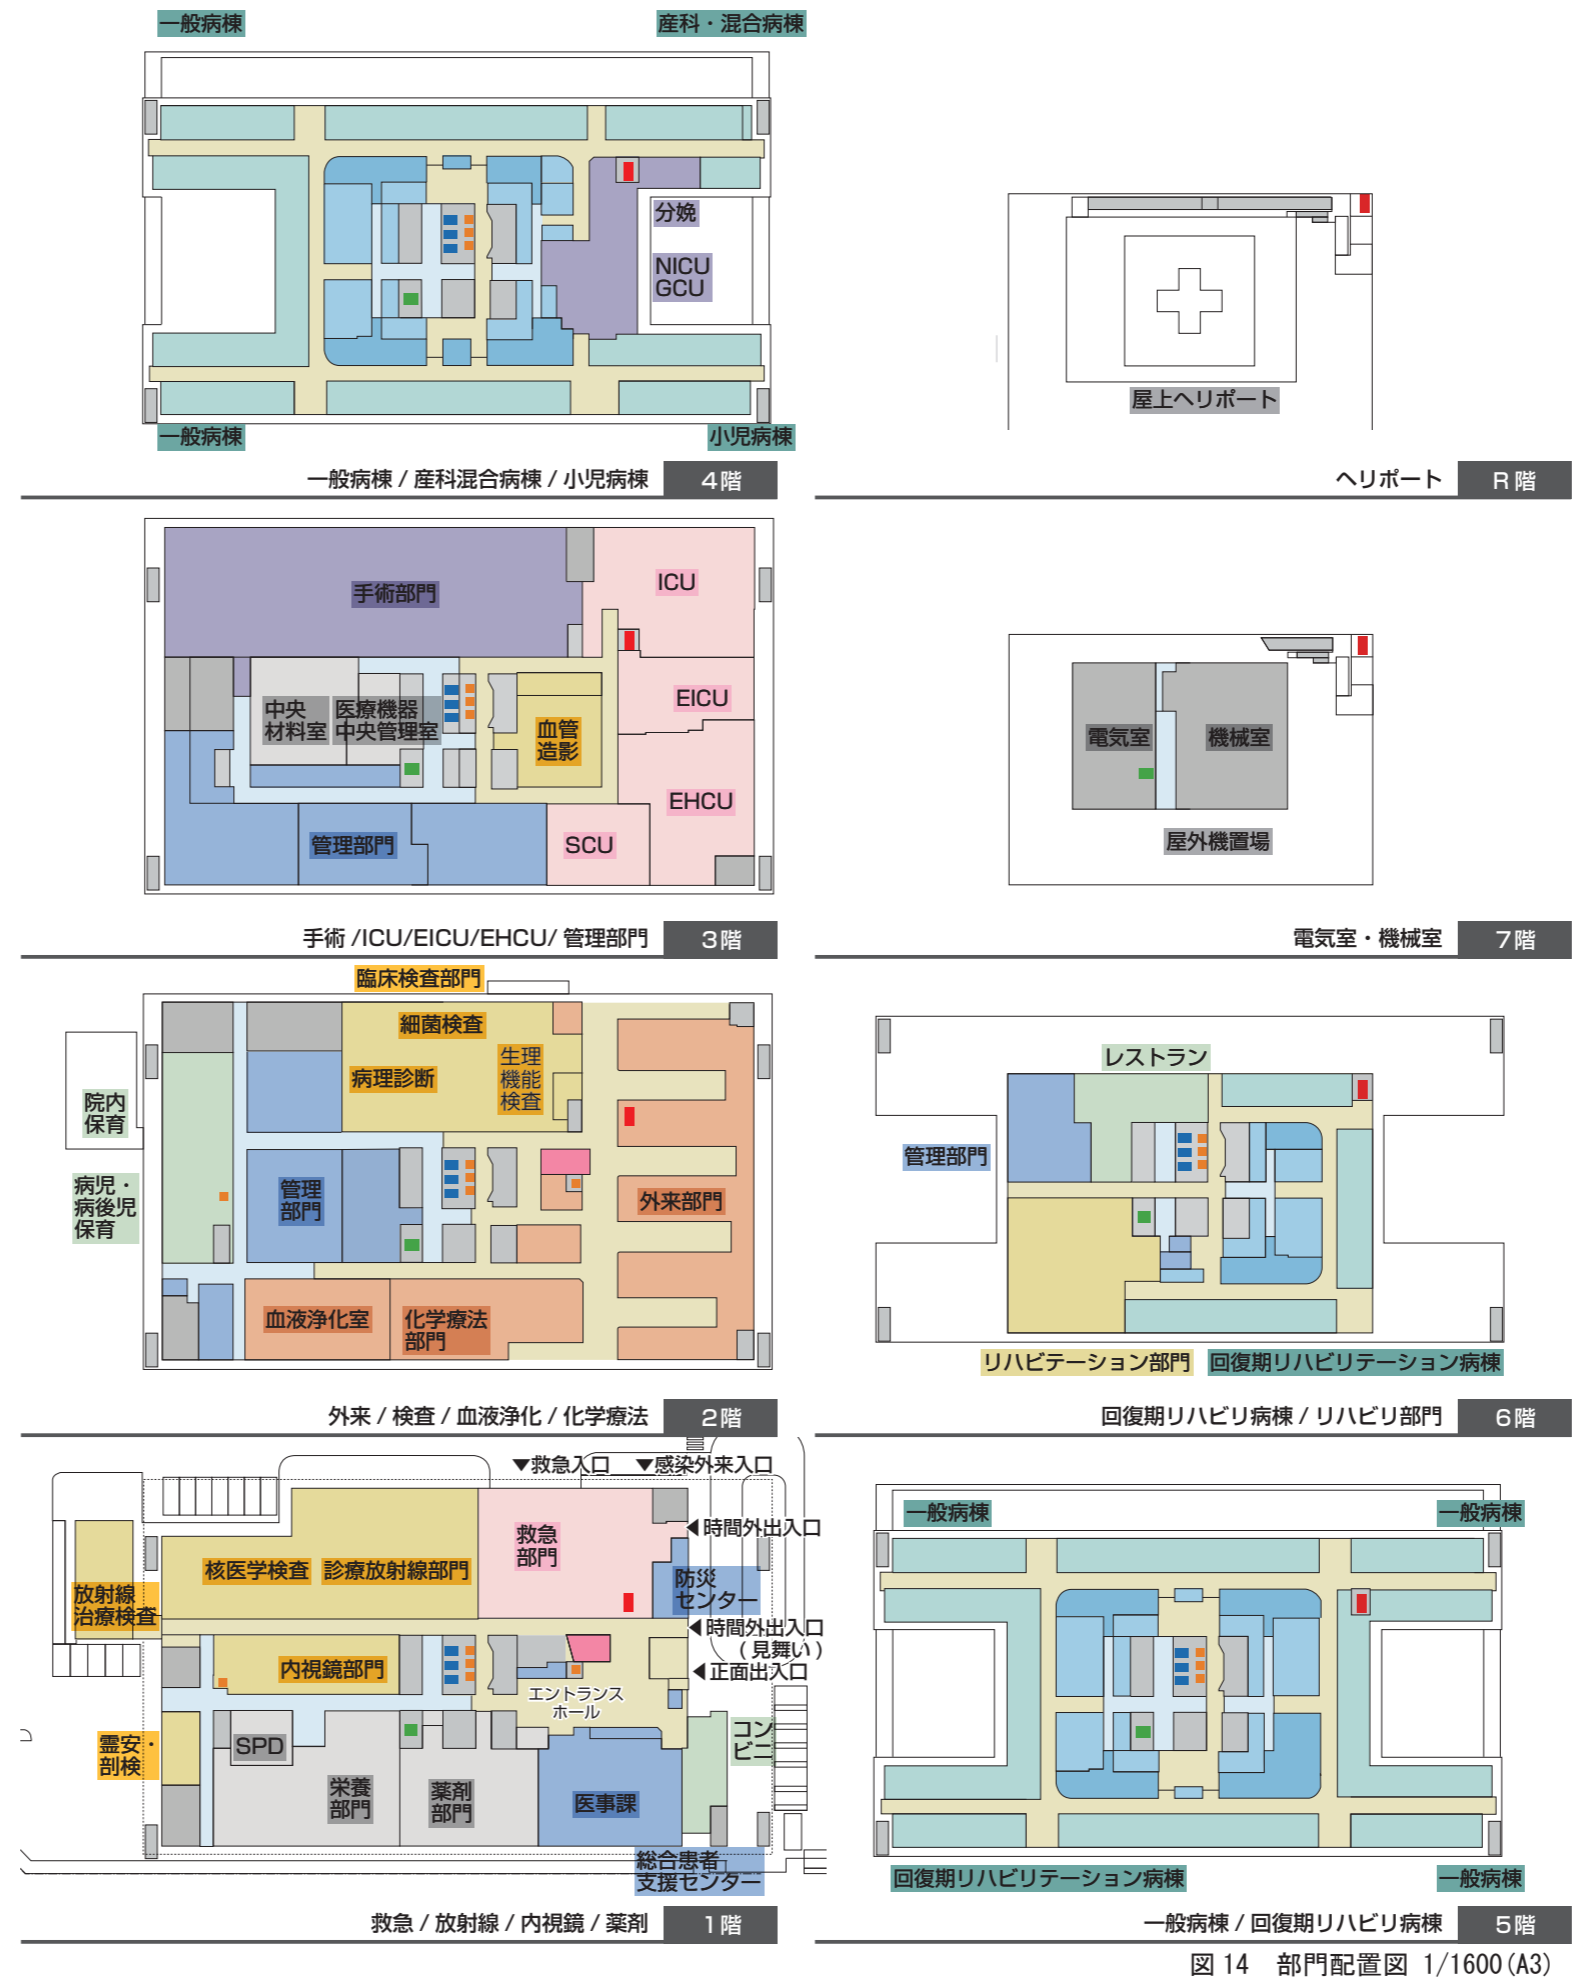 一般病棟
産科・混合病棟
分娩
NICU
GCU
一般病棟
小児病棟
一般病棟 / 産科混合病棟 / 小児病棟
4階
屋上ヘリポート
ヘリポート
R階
手術部門
ICU
中央
材料室
医療機器
中央管理室
血管
造影
EICU
EHCU
管理部門
SCU
手術 /ICU/EICU/EHCU/ 管理部門
3階
電気室
機械室
屋外機置場
電気室・機械室
7階
臨床検査部門
細菌検査
病理診断
生理
機能
検査
院内
保育
病児・
病後児
保育
管理
部門
外来部門
血液浄化室
化学療法
部門
外来 / 検査 / 血液浄化 / 化学療法
2階
レストラン
管理部門
リハビテーション部門
回復期リハビリテーション病棟
回復期リハビリ病棟 / リハビリ部門
6階
▼救急入口
▼感染外来入口
救急
部門
◀時間外出入口
核医学検査
診療放射線部門
放射線
治療検査
防災
センター
◀時間外出入口
(見舞い)
◀正面出入口
内視鏡部門
エントランス
ホール
霊安・
剖検
SPD
コン
ビニ
栄養
部門
薬剤
部門
医事課
総合患者
支援センター
救急 / 放射線 / 内視鏡 / 薬剤
1階
一般病棟
一般病棟
回復期リハビリテーション病棟
一般病棟
一般病棟 / 回復期リハビリ病棟
5階
図 14 部門配置図 1/1600(A3)